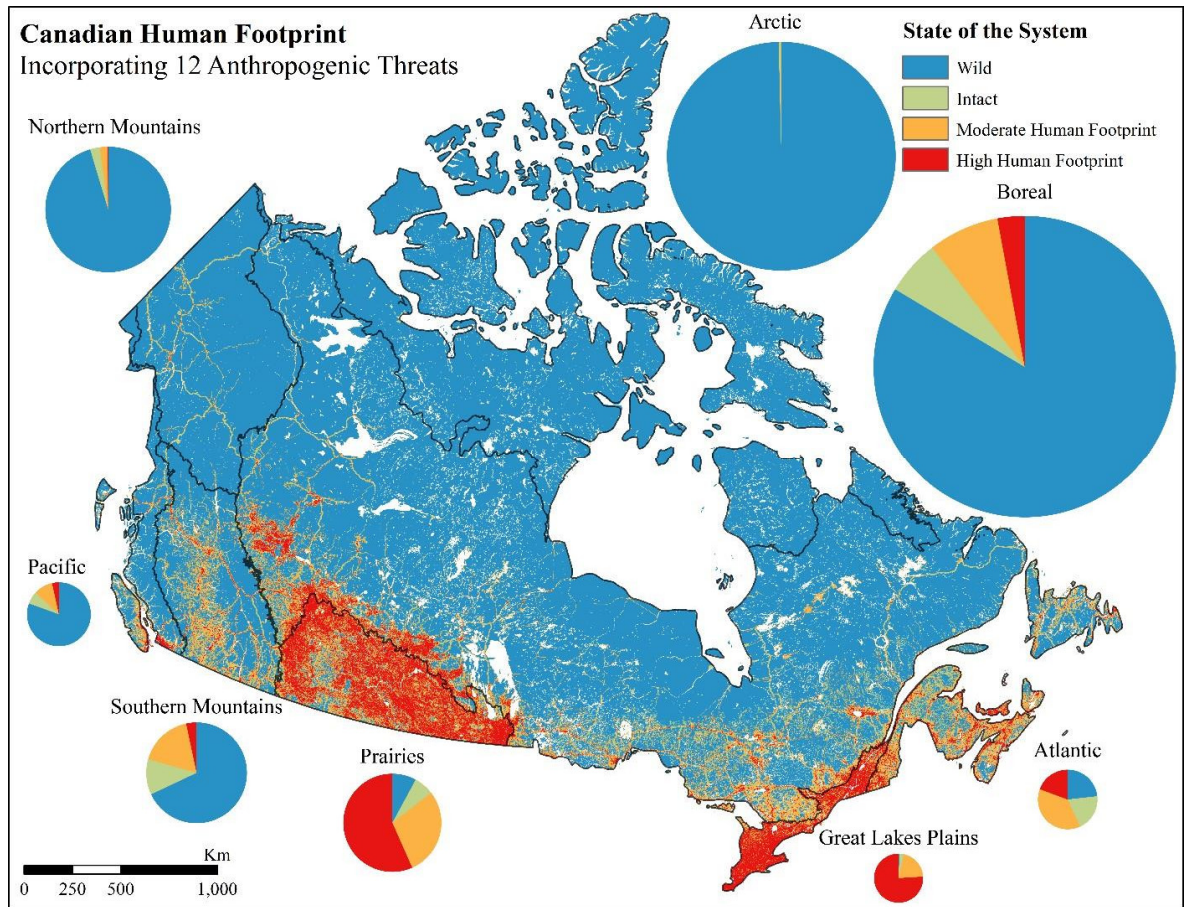 Canadian Human Footprint
Incorporating 12 Anthropogenic Threats
Arctic
State of the System
Wild
Intact
Moderate Human Footprint
High Human Footprint
Northern Mountains
Boreal
Pacific
Southern Mountains
Prairies
Atlantic
Great Lakes Plains
Km
0 250 500 1,000